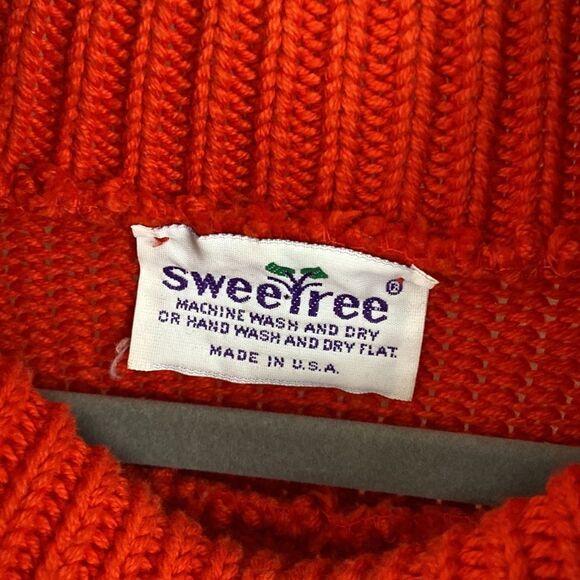 sweetree ®
MACHINE WASH AND DRY
OR HAND WASH AND DRY FLAT.
MADE IN U.S.A.